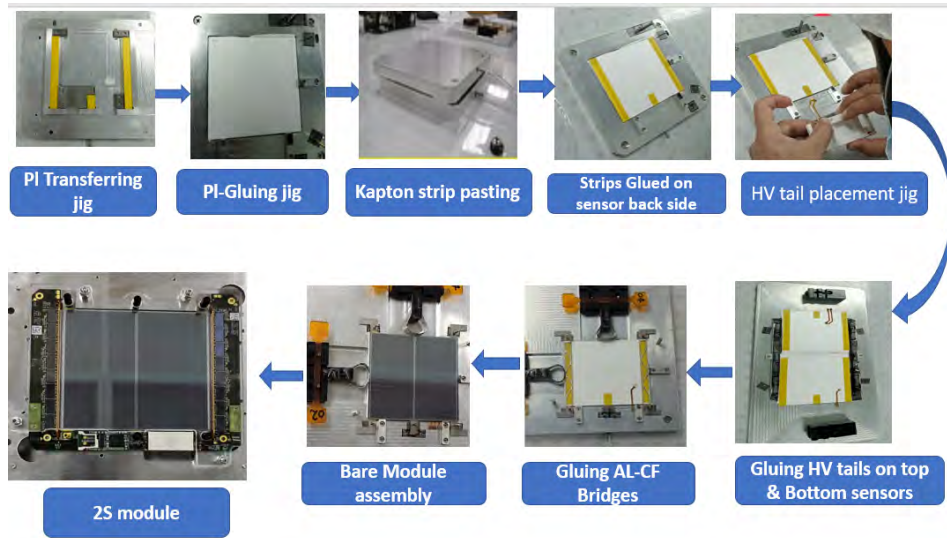 PI Transferring
jig
PI-Gluing jig
Kapton strip pasting
Strips Glued on
sensor back side
HV tail placement jig
2S module
Bare Module
assembly
Gluing AL-CF
Bridges
Gluing HV tails on top
& Bottom sensors